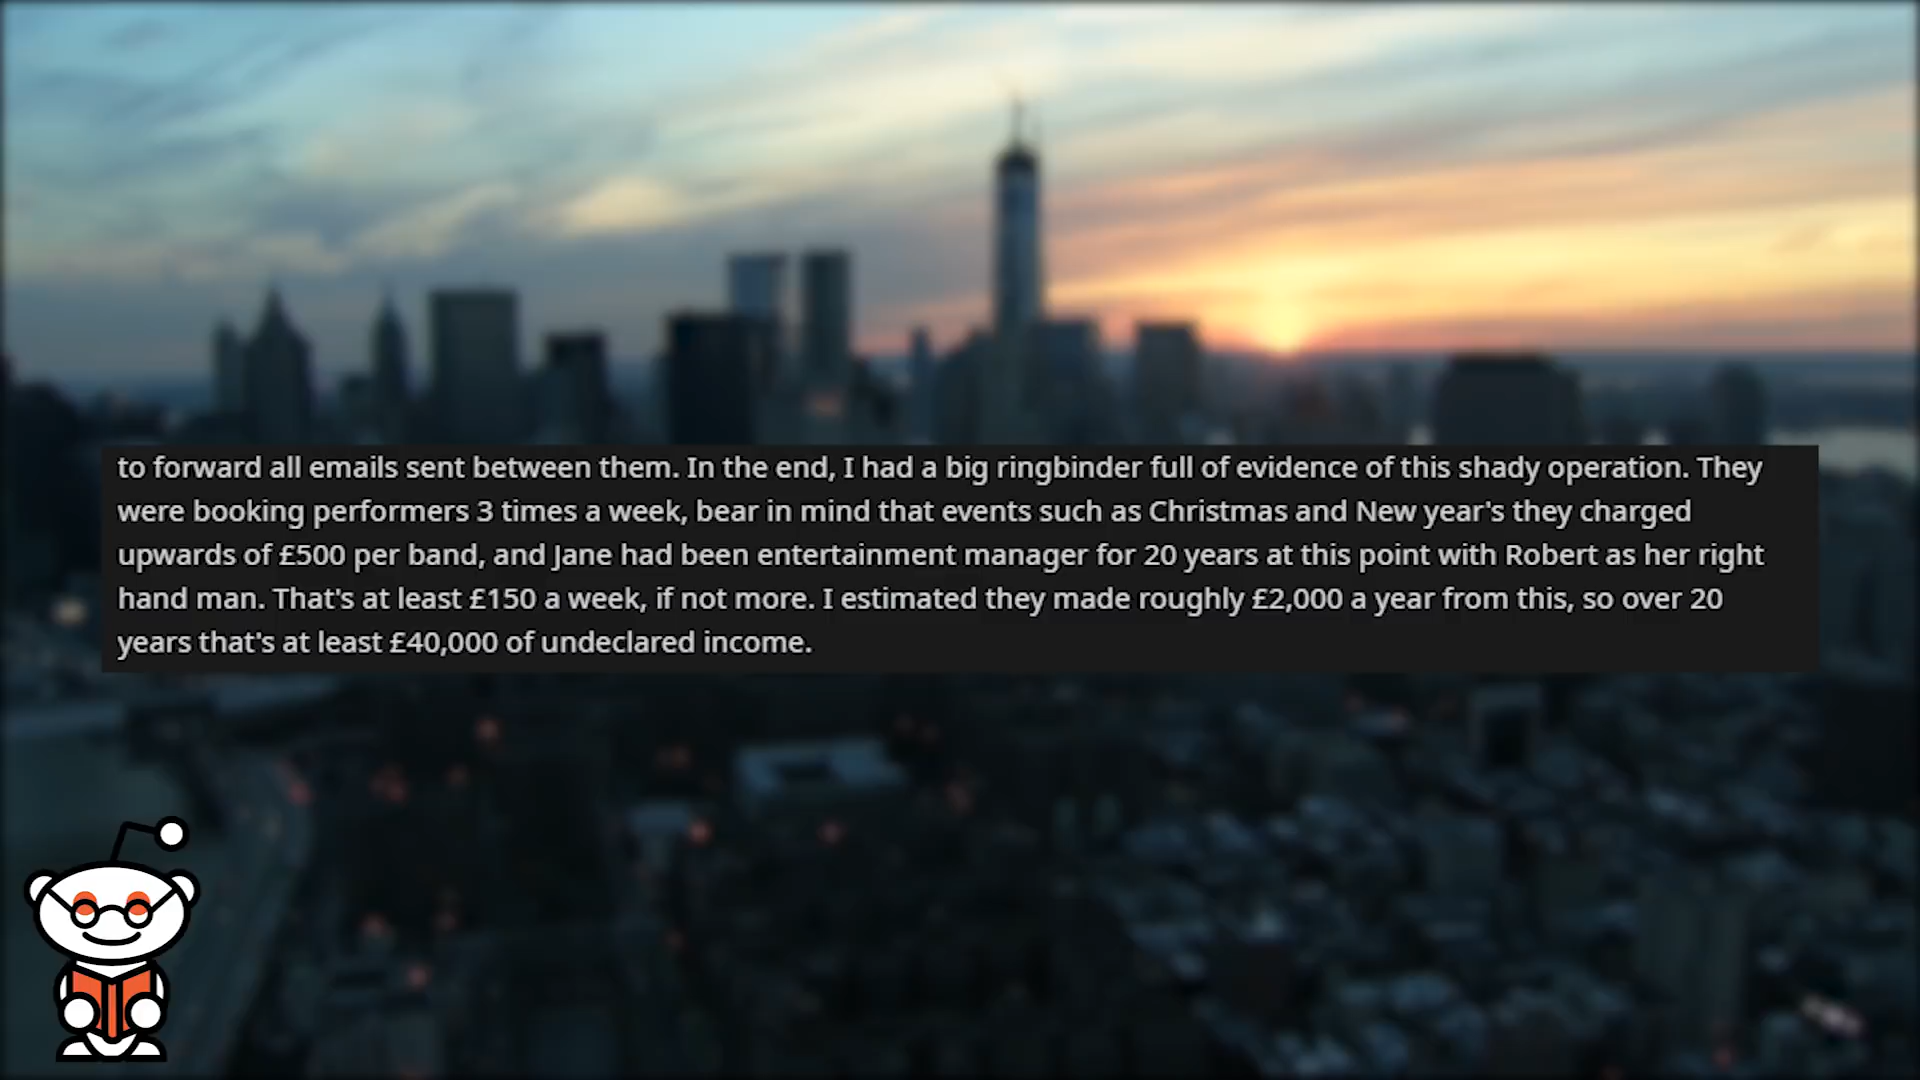 to forward all emails sent between them. In the end, I had a big ringbinder full of evidence of this shady operation. They
were booking performers 3 times a week, bear in mind that events such as Christmas and New year's they charged
upwards of £500 per band, and Jane had been entertainment manager for 20 years at this point with Robert as her right
hand man. That's at least £150 a week, if not more. I estimated they made roughly £2,000 a year from this, so over 20
years that's at least £40,000 of undeclared income.